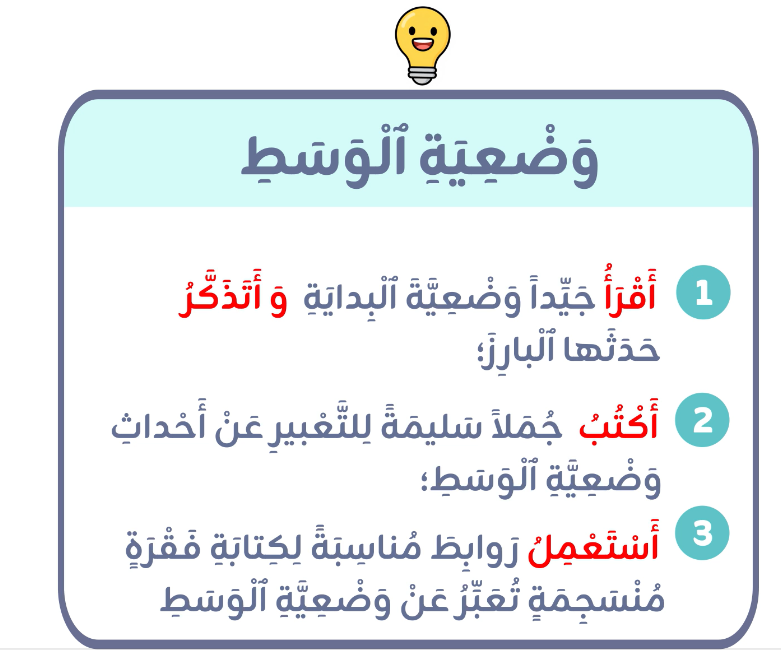 وَضْعِيَةِ ٱلْوَسَطِ
1 أَقْرَأُ جَيِّداً وَضْعِيَّةَ ٱلْبِدايَةِ وَ أَتَذَكَّرُ
حَدَثَها ٱلْبارِزَ؛
2 أَكْتُبُ جُمَلاً سَليمَةً لِلتَّعْبيرِ عَنْ أَحْداثِ
وَضْعِيَّةِ ٱلْوَسَطِ؛
3 أَسْتَعْمِلُ رَوابِطَ مُناسِبَةً لِكِتابَةِ فَقْرَةٍ
مُنْسَجِمَةٍ تُعَبِّرُ عَنْ وَضْعِيَّةِ ٱلْوَسَطِ